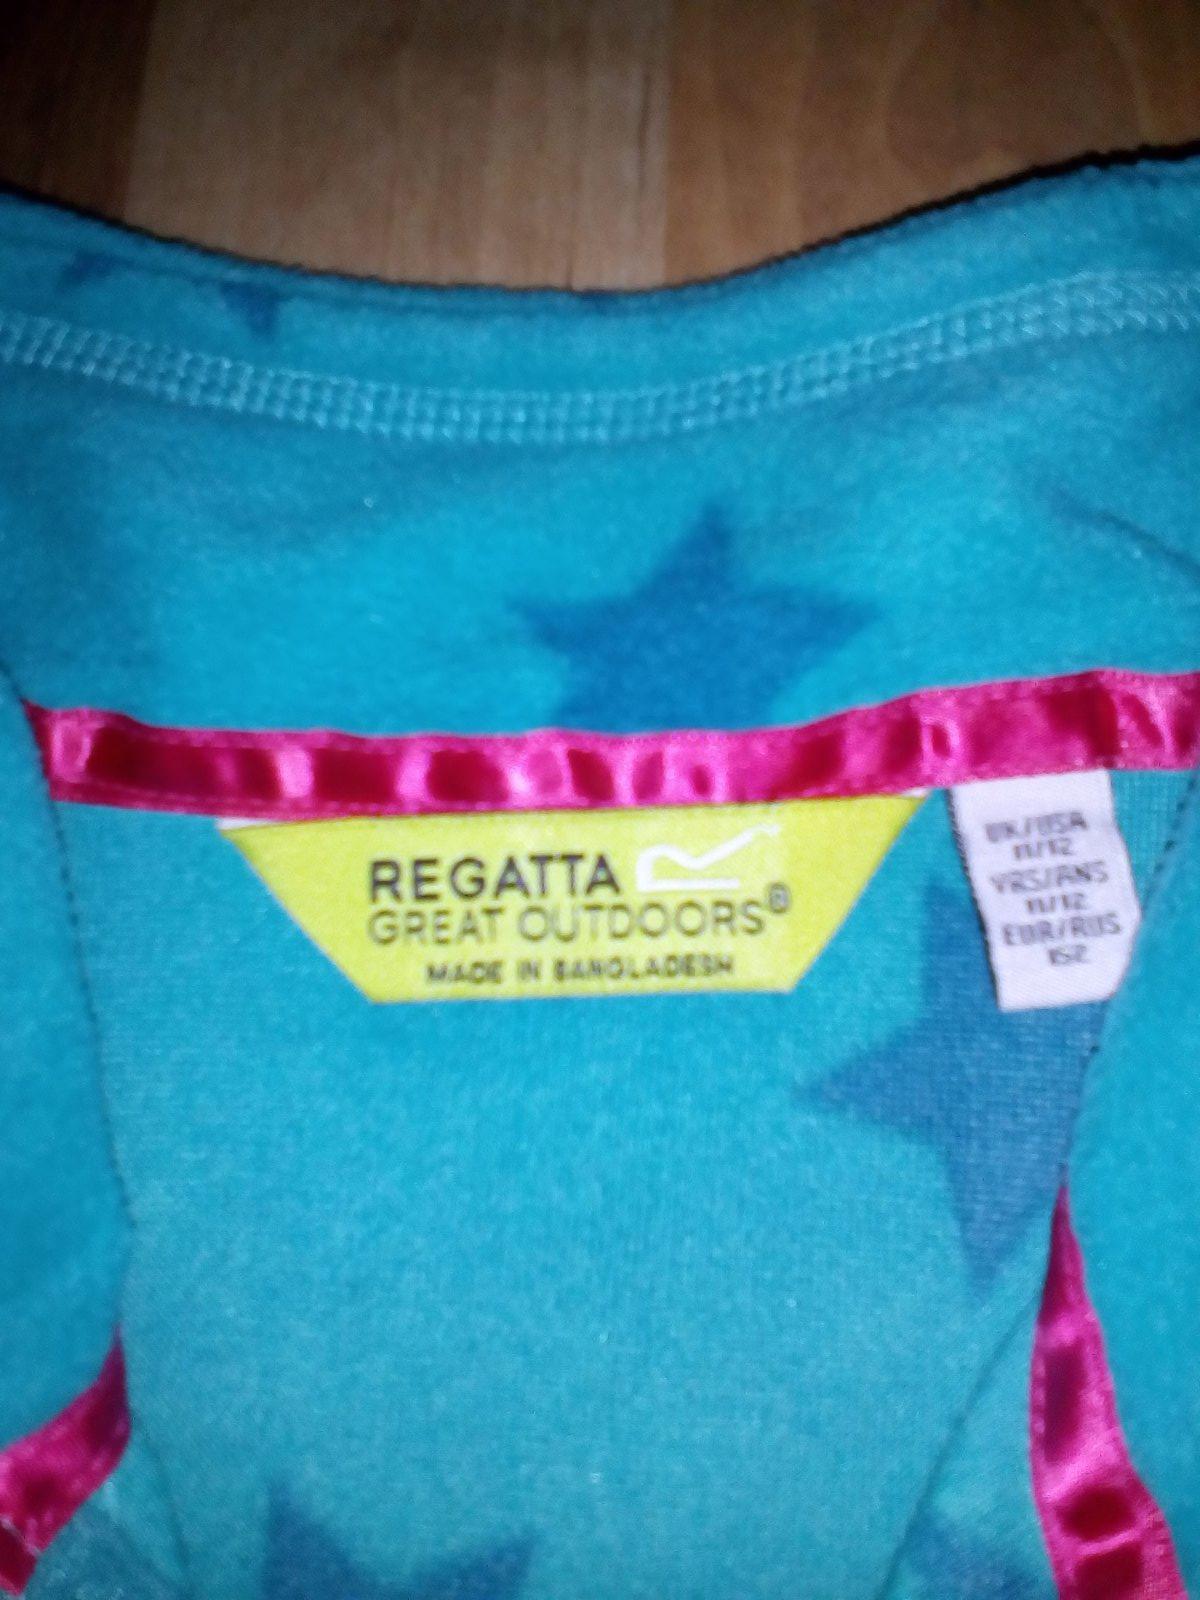 REGATTA
GREAT OUTDOORS®
MADE IN BANGLADESH
UK/USA
11/12
YRS/ANS
11/12
EUR/RUS
152